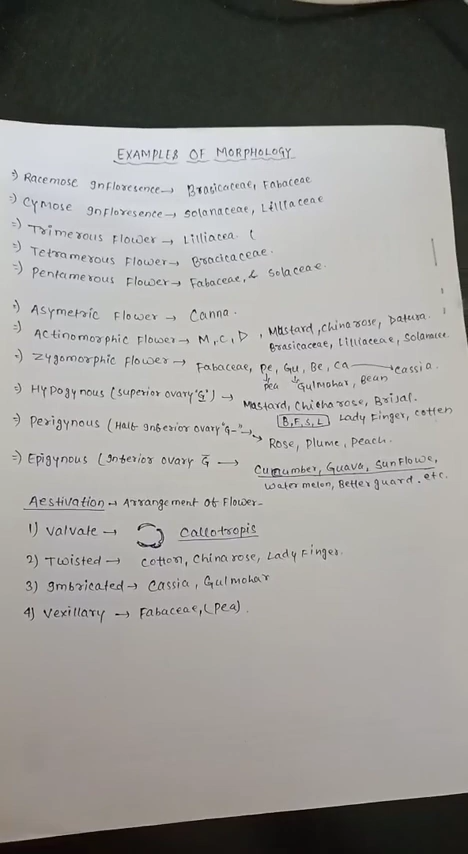 EXAMPLES OF MORPHOLOGY
=) Racemose Infloresence → Brasicaceae, Fabaceae
=) Cymose Infloresence → Solanaceae, Lilliaceae
=) Trimerous Flower → Lilliacea. (
=) Tetramerous Flower → Bracicaceae.
=) Pentamerous Flower → Fabaceae, & Solaceae.
=) Asymetric Flower → Canna.
=) Actinomorphic Flower → M, C, D, Mustard, China rose, Datura.
Brasicaceae, Lilliaceae, Solanaceae
=) Zygomorphic Flower → Fabaceae, Pe, Gu, Be, Ca → Cassia.
Pea Gulmohar, Bean
=) Hypogynous (Superior ovary "G") → Mustard, China rose, Brijal.
B, F, S, L Lady Finger, cotten
=) Perigynous (Half Inferior ovary "G-" → Rose, Plume, Peach.
=) Epigynous (Inferior ovary G̅ → Cucumber, Guava, Sunflowe,
Water melon, Better guard. etc.
Aestivation → Arrangement of Flower-
1) Valvate → Callotropis
2) Twisted → Cotton, China rose, Lady Finger.
3) Imbricated → Cassia, Gulmohar
4) Vexillary → Fabaceae, (Pea).